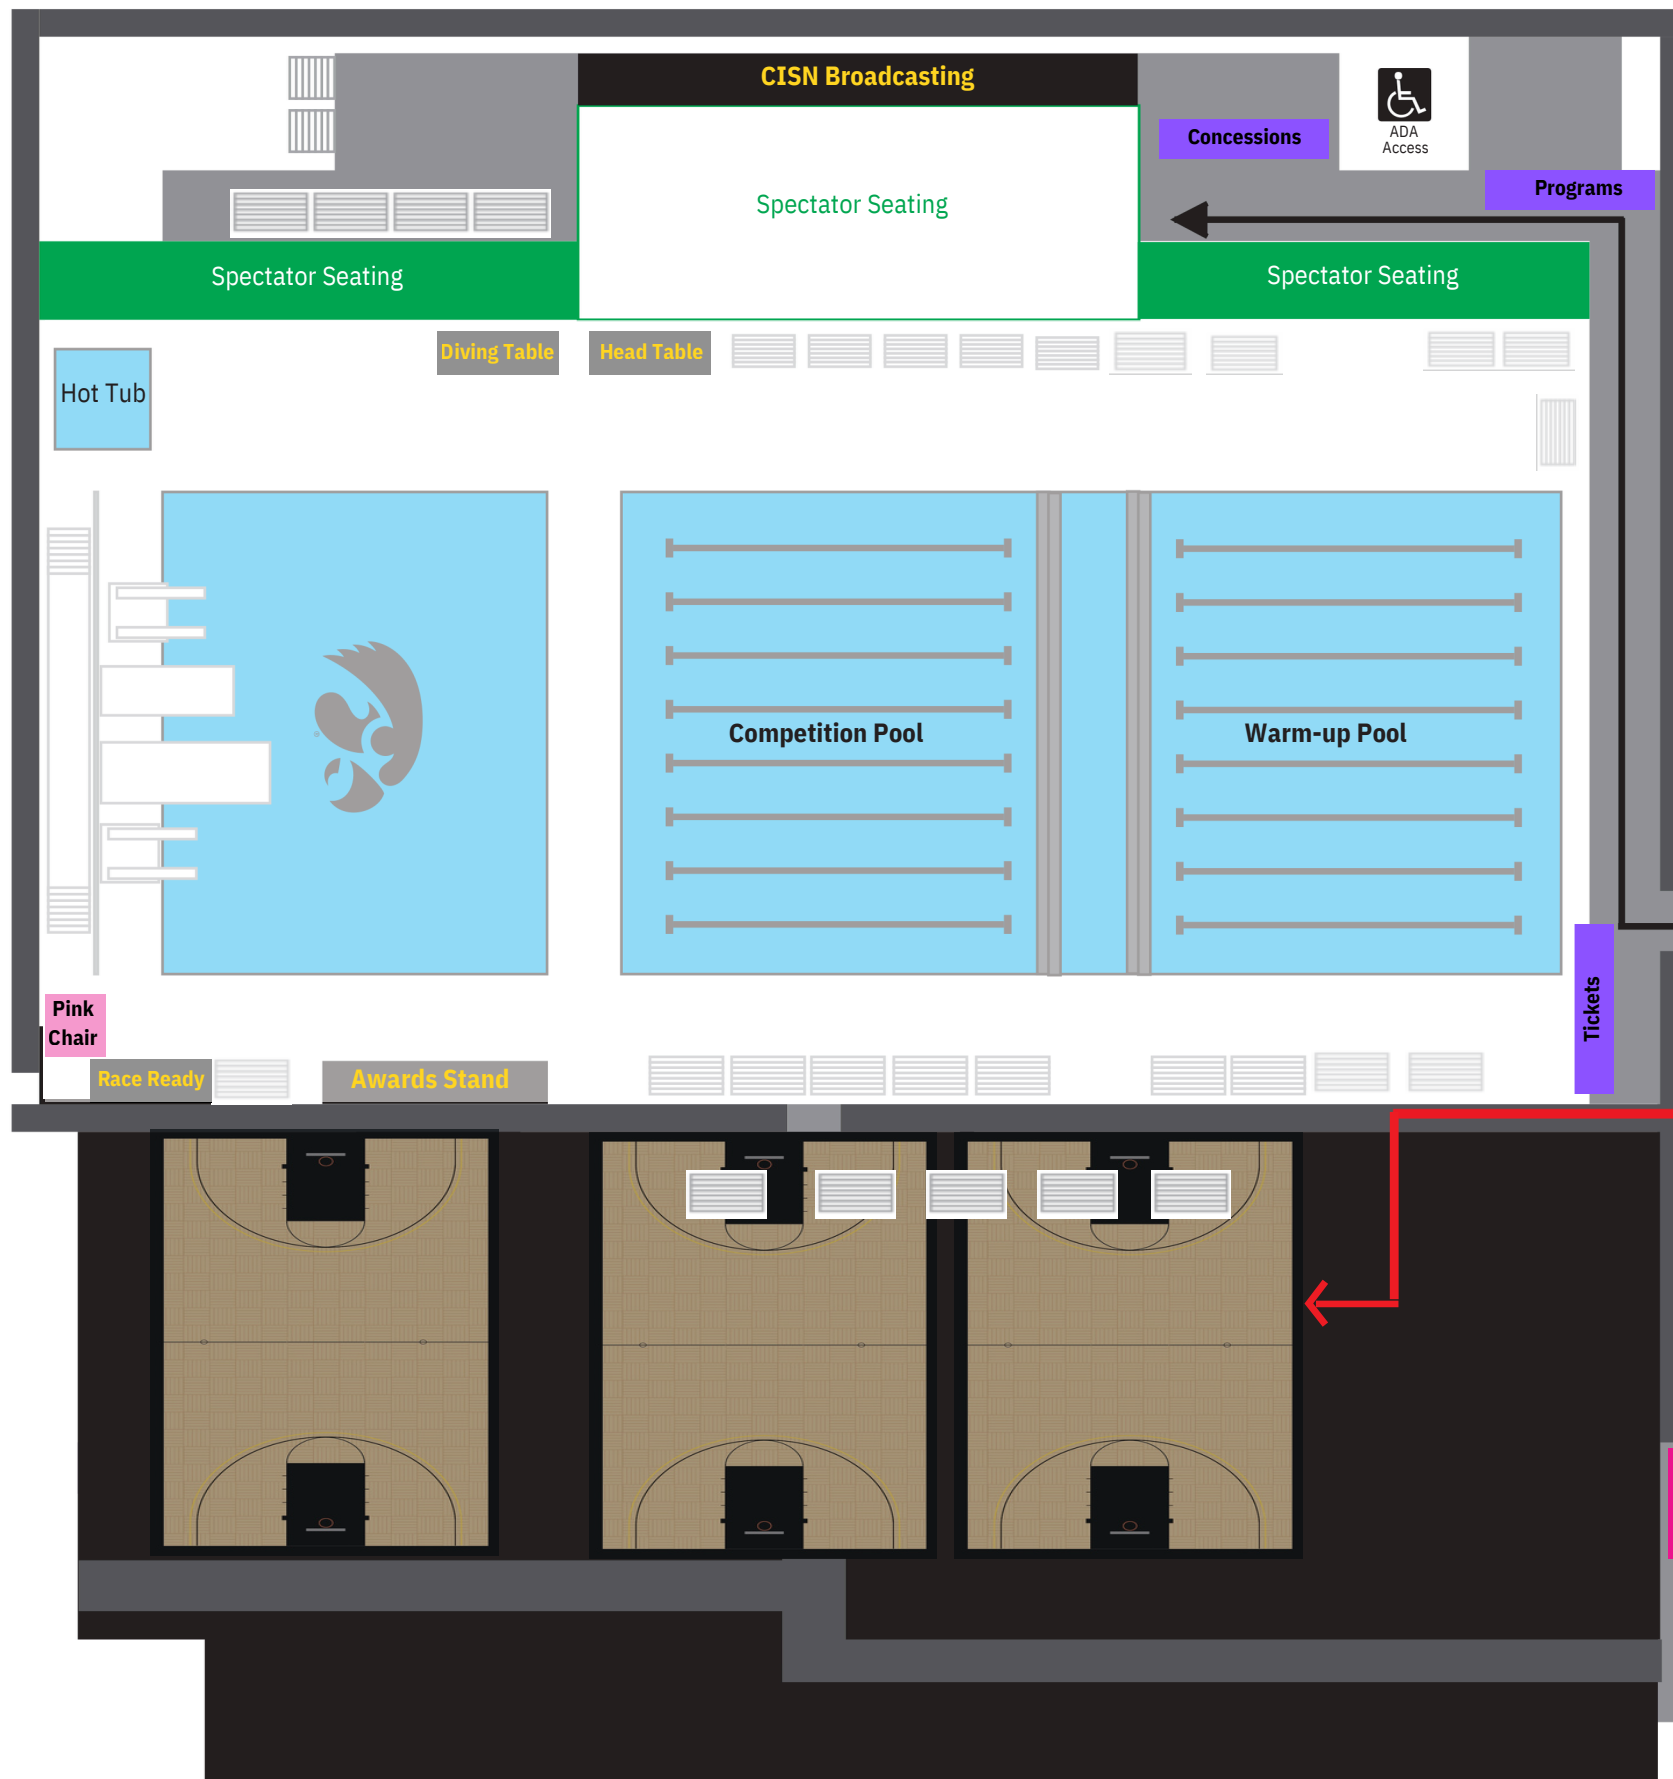 CISN Broadcasting
Concessions
ADA
Access
Programs
Spectator Seating
Spectator Seating
Spectator Seating
Diving Table
Head Table
Hot Tub
Competition Pool
Warm-up Pool
Tickets
Pink
Chair
Race Ready
Awards Stand
®